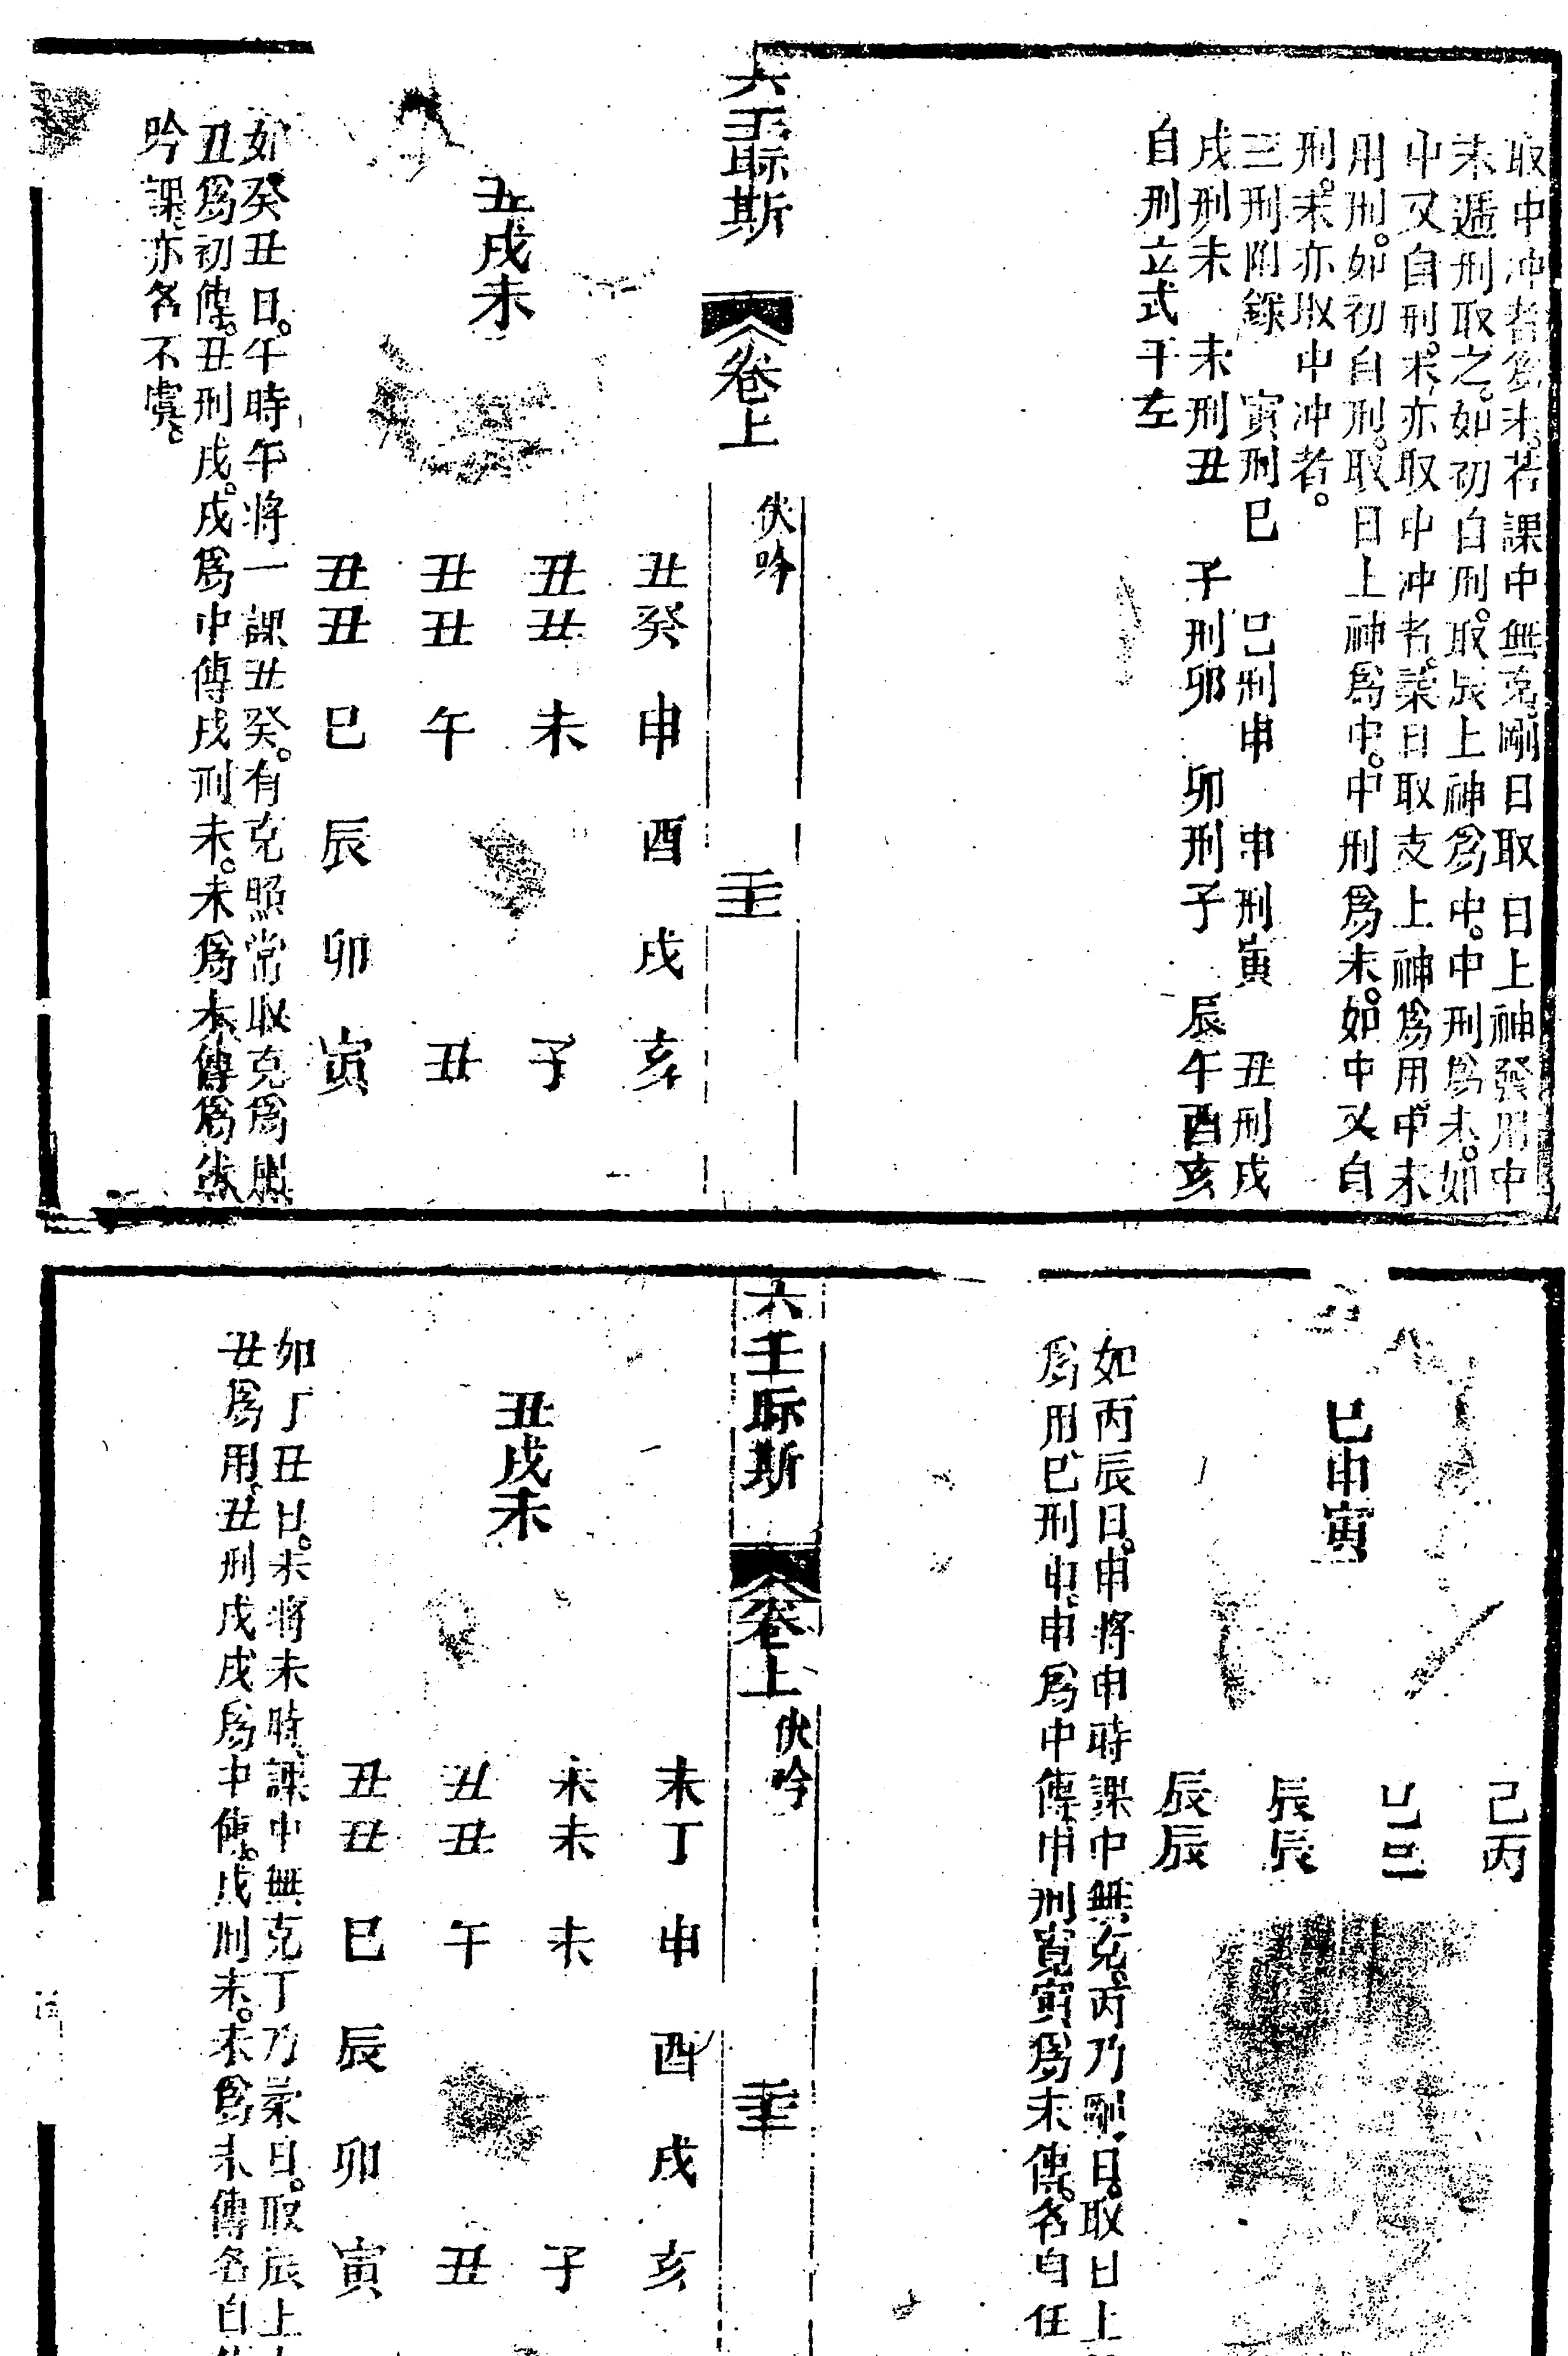 取中冲者爲末。若課中無克。剛日取日上神發用中
末遞刑取之。如初自刑。取辰上神爲中。中刑爲末。如
中又自刑。末亦取中冲者。柔日取支上神爲用。中末
用刑。如初自刑。取日上神爲中。中刑爲末。如中又自
刑。末亦取中冲者。
三刑附錄 寅刑巳 巳刑申 申刑寅 丑刑戌
戌刑未 未刑丑 子刑卯 卯刑子 辰午酉亥
自刑立式于左
六壬眎斯 卷上 伏吟
丑癸 申 酉 戌 亥
丑丑 未 子
丑戌未 丑丑 午 丑
丑丑 巳 辰 卯 寅
如癸丑日。午時午將一課丑癸。有克照常取克爲用
丑爲初傳。丑刑戌。戌爲中傳戌刑未。未爲末傳爲伏
吟課。亦名不虞。
己丙
巳巳
巳申寅 辰辰
辰辰
如丙辰日。申將申時課中無克。丙乃剛日。取日上
爲用巳刑申。申爲中傳。申刑寅寅爲末傳。名自任
六壬眎斯 卷上 伏吟
未丁 申 酉 戌 亥
未未 未 子
丑戌未 丑丑 午 丑
丑丑 巳 辰 卯 寅
如丁丑日。未將未時。課中無克丁乃柔日。取辰上
丑爲用。丑刑戌戌爲中傳。戌刑未。未爲末傳名自